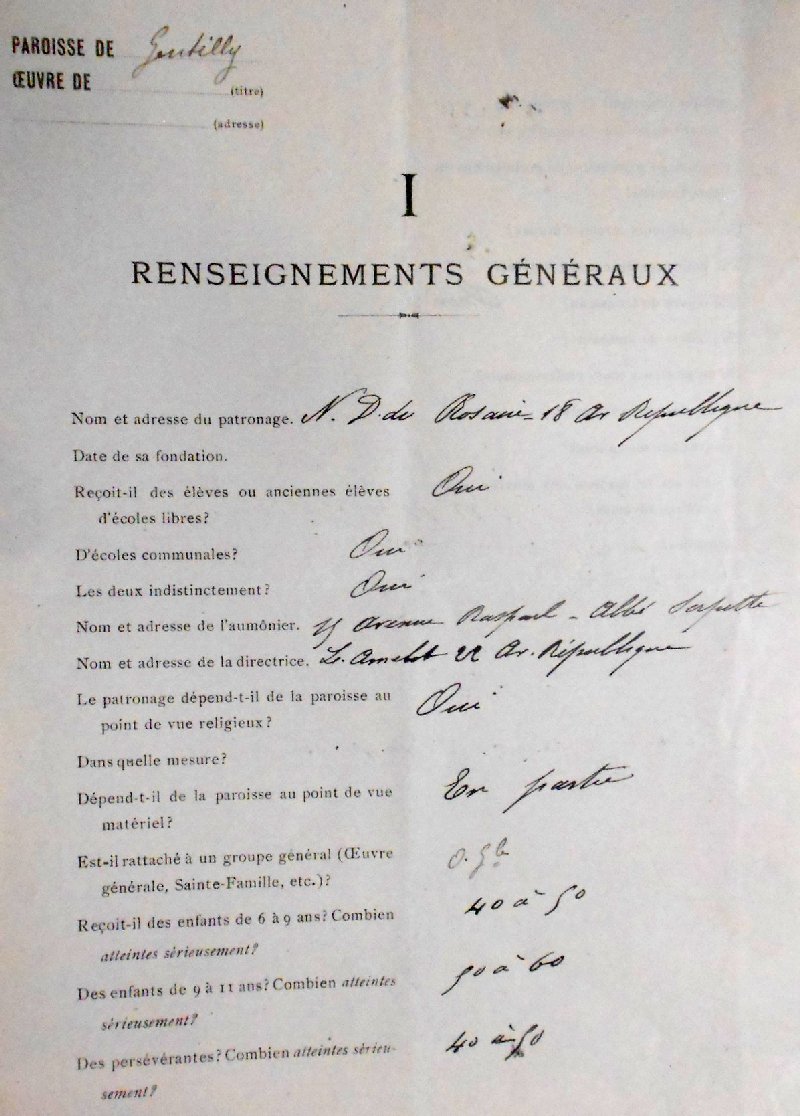 PAROISSE DE Gentilly
ŒUVRE DE
(titre)
(adresse)
I
RENSEIGNEMENTS GÉNÉRAUX
Nom et adresse du patronage. N. D. du Rosaire - 18 Av République
Date de sa fondation.
Reçoit-il des élèves ou anciennes élèves Oui
d'écoles libres?
D'écoles communales? Oui
Les deux indistinctement? Oui
Nom et adresse de l'aumônier. Avenue Raspail - Abbé Serpette
Nom et adresse de la directrice. Amelot 22 Av. République
Le patronage dépend-t-il de la paroisse au Oui
point de vue religieux?
Dans quelle mesure?
Dépend-t-il de la paroisse au point de vue En partie
matériel?
Est-il rattaché à un groupe général (Œuvre O. Gle
générale, Sainte-Famille, etc.)?
Reçoit-il des enfants de 6 à 9 ans? Combien 40 à 50
atteintes sérieusement?
Des enfants de 9 à 11 ans? Combien atteintes 50 à 60
sérieusement?
Des persévérantes? Combien atteintes sérieu- 40 à 50
sement?